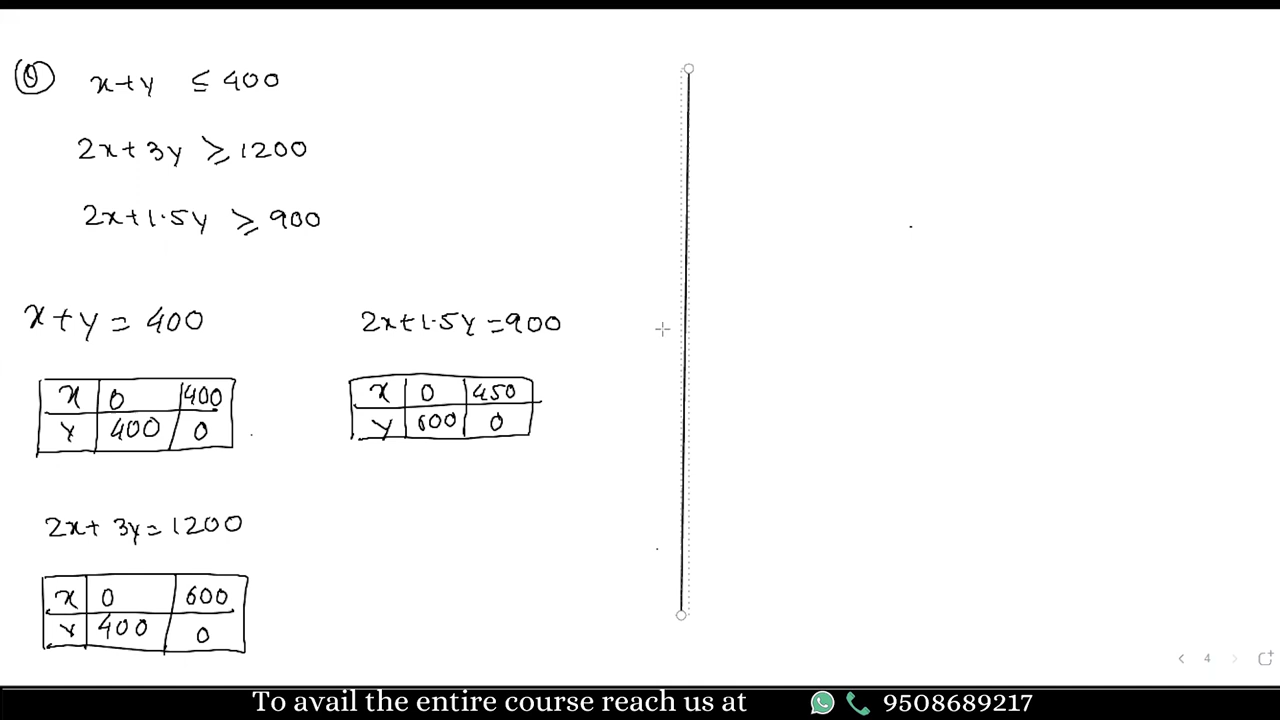 Q x+y ≤ 400
2x+3y ≥ 1200
2x+1.5y ≥ 900
x+y = 400
x 0 400
y 400 0
2x+1.5y = 900
x 0 450
y 600 0
2x+3y = 1200
x 0 600
y 400 0
< 4 >
To avail the entire course reach us at 9508689217